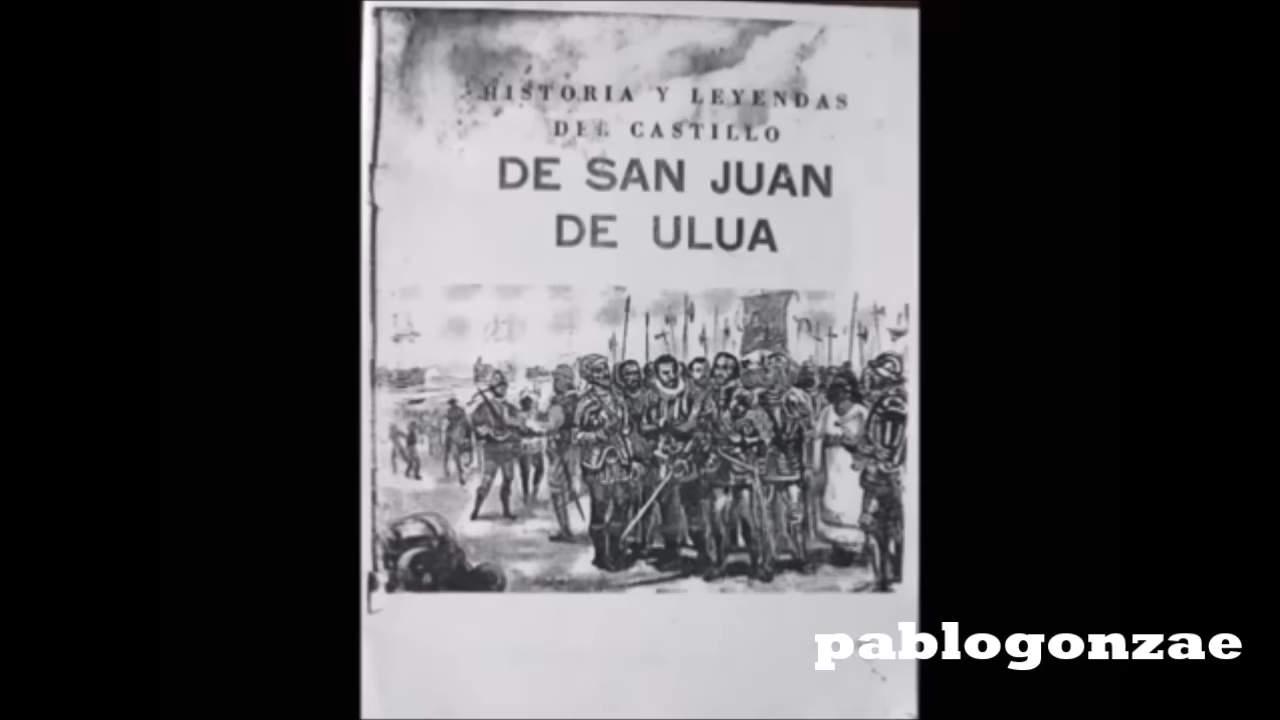 HISTORIA Y LEYENDAS
DEL CASTILLO
DE SAN JUAN
DE ULUA
pablogonzae